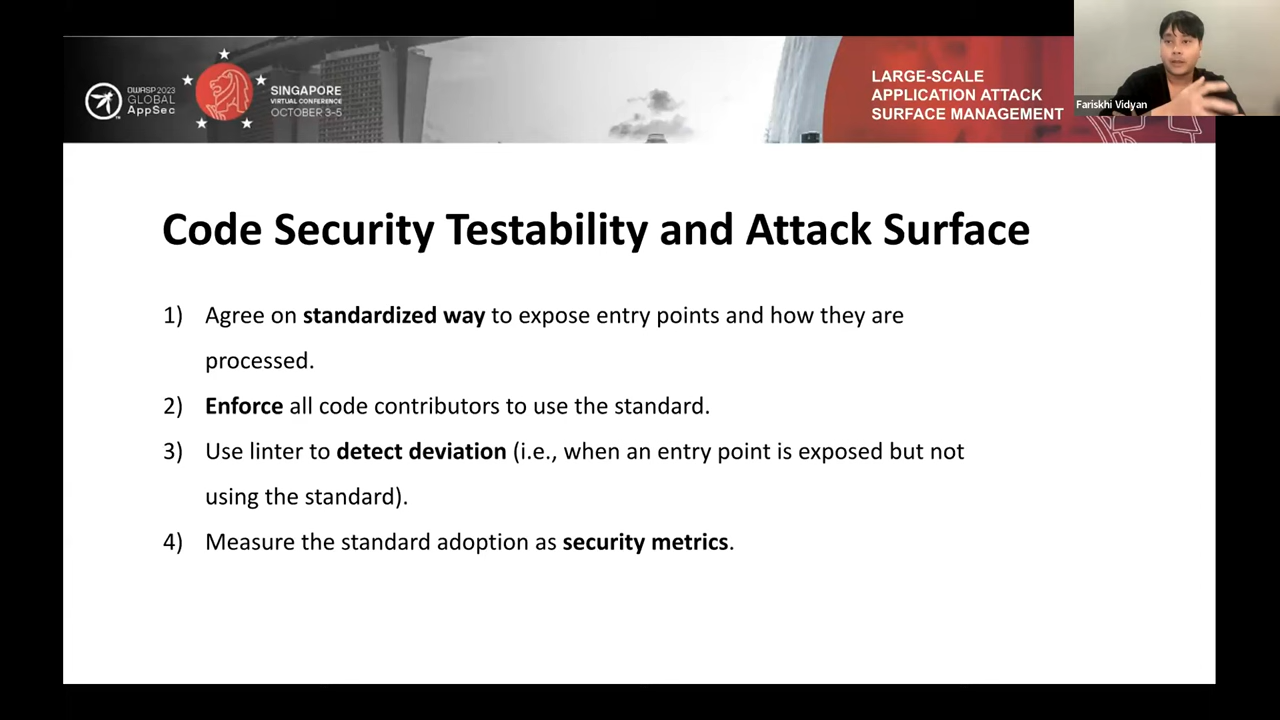 OWASP 2023
GLOBAL
AppSec
SINGAPORE
VIRTUAL CONFERENCE
OCTOBER 3-5
LARGE-SCALE
APPLICATION ATTACK
SURFACE MANAGEMENT
Fariskhi Vidyan
Code Security Testability and Attack Surface
1) Agree on standardized way to expose entry points and how they are
processed.
2) Enforce all code contributors to use the standard.
3) Use linter to detect deviation (i.e., when an entry point is exposed but not
using the standard).
4) Measure the standard adoption as security metrics.